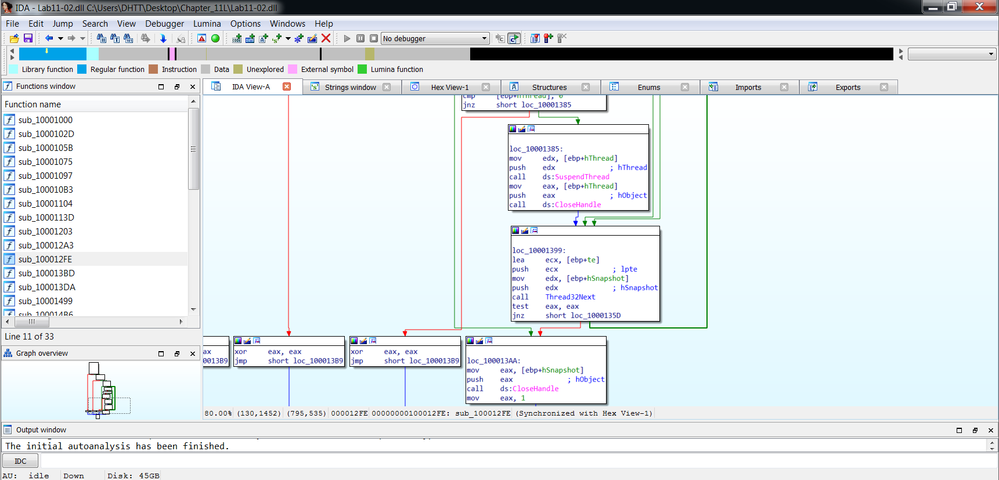 IDA - Lab11-02.dll C:\Users\DHTT\Desktop\Chapter_11L\Lab11-02.dll
File Edit Jump Search View Debugger Lumina Options Windows Help
No debugger
Library function Regular function Instruction Data Unexplored External symbol Lumina function
Functions window
Function name
sub_10001000
sub_1000102D
sub_1000105B
sub_10001075
sub_10001097
sub_100010B3
sub_10001104
sub_1000113D
sub_10001203
sub_100012A3
sub_100012FE
sub_100013BD
sub_100013DA
sub_10001499
sub_100014B6
Line 11 of 33
Graph overview
IDA View-A Strings window Hex View-1 Structures Enums Imports Exports
cmp [ebp+hThread], 0
jnz short loc_10001385
loc_10001385:
mov edx, [ebp+hThread]
push edx ; hThread
call ds:SuspendThread
mov eax, [ebp+hThread]
push eax ; hObject
call ds:CloseHandle
loc_10001399:
lea ecx, [ebp+te]
push ecx ; lpte
mov edx, [ebp+hSnapshot]
push edx ; hSnapshot
call Thread32Next
test eax, eax
jnz short loc_1000135D
ax
0013B9
xor eax, eax
jmp short loc_100013B9
xor eax, eax
jmp short loc_100013B9
loc_100013AA:
mov eax, [ebp+hSnapshot]
push eax ; hObject
call ds:CloseHandle
mov eax, 1
80.00% (130,1452) (795,535) 000012FE 00000000100012FE: sub_100012FE (Synchronized with Hex View-1)
Output window
The initial autoanalysis has been finished.
IDC
AU: idle Down Disk: 45GB